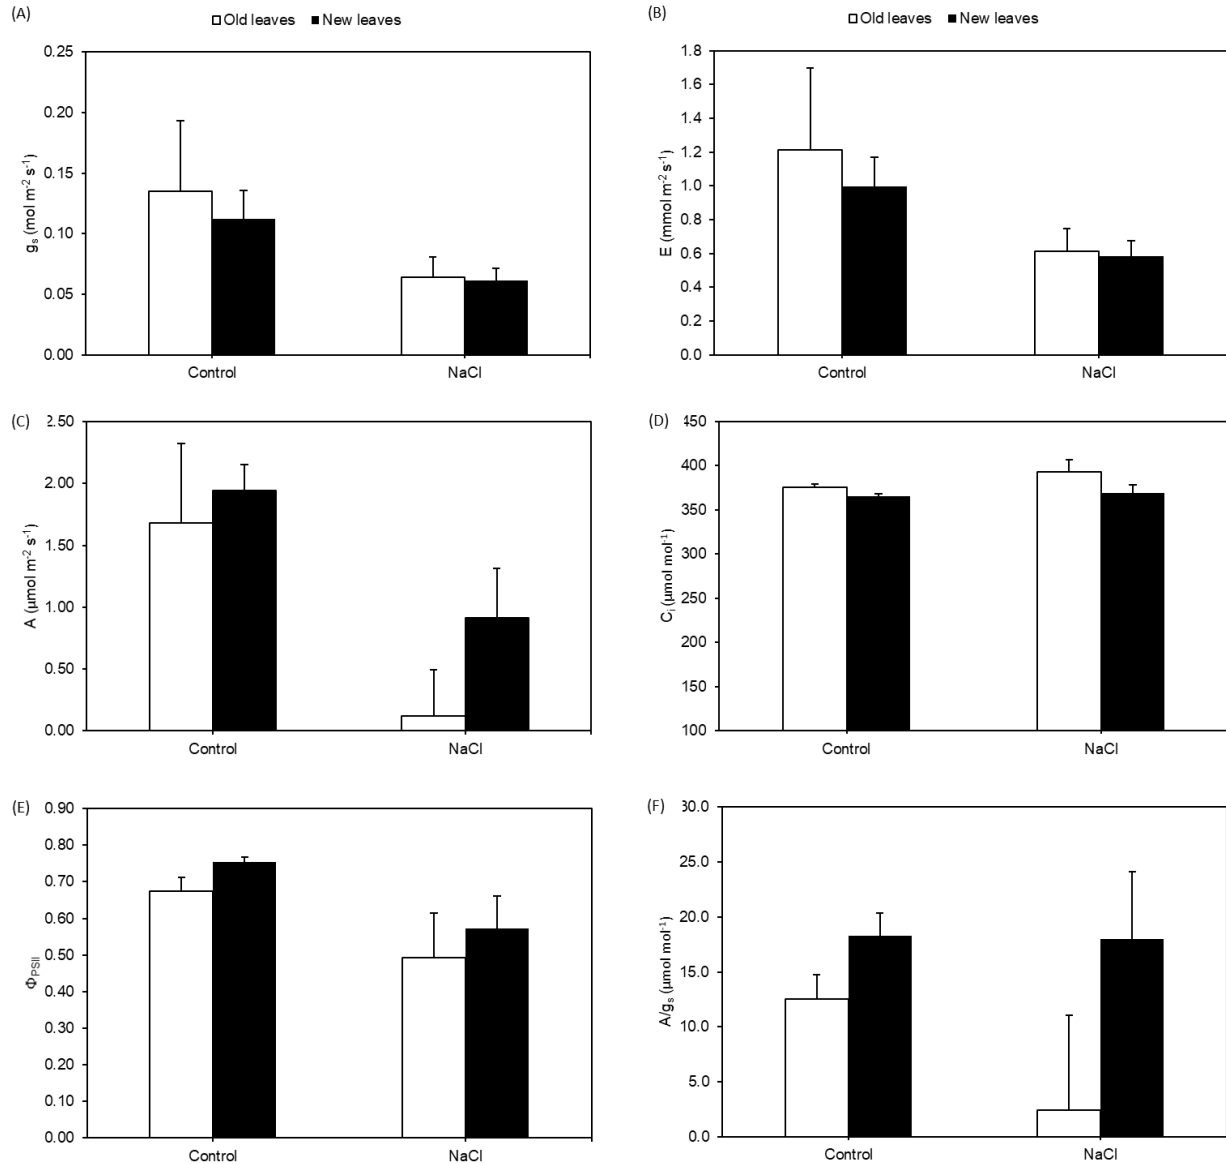 (A)
Old leaves New leaves
0.25
0.20
0.15
0.10
0.05
0.00
gₛ (mol m⁻² s⁻¹)
Control NaCl
(B)
Old leaves New leaves
1.8
1.6
1.4
1.2
1.0
0.8
0.6
0.4
0.2
0.0
E (mmol m⁻² s⁻¹)
Control NaCl
(C)
2.50
2.00
1.50
1.00
0.50
0.00
A (µmol m⁻² s⁻¹)
Control NaCl
(D)
450
400
350
300
250
200
150
100
Cᵢ (µmol mol⁻¹)
Control NaCl
(E)
0.90
0.80
0.70
0.60
0.50
0.40
0.30
0.20
0.10
0.00
ΦPSII
Control NaCl
(F)
30.0
25.0
20.0
15.0
10.0
5.0
0.0
A/gₛ (µmol mol⁻¹)
Control NaCl